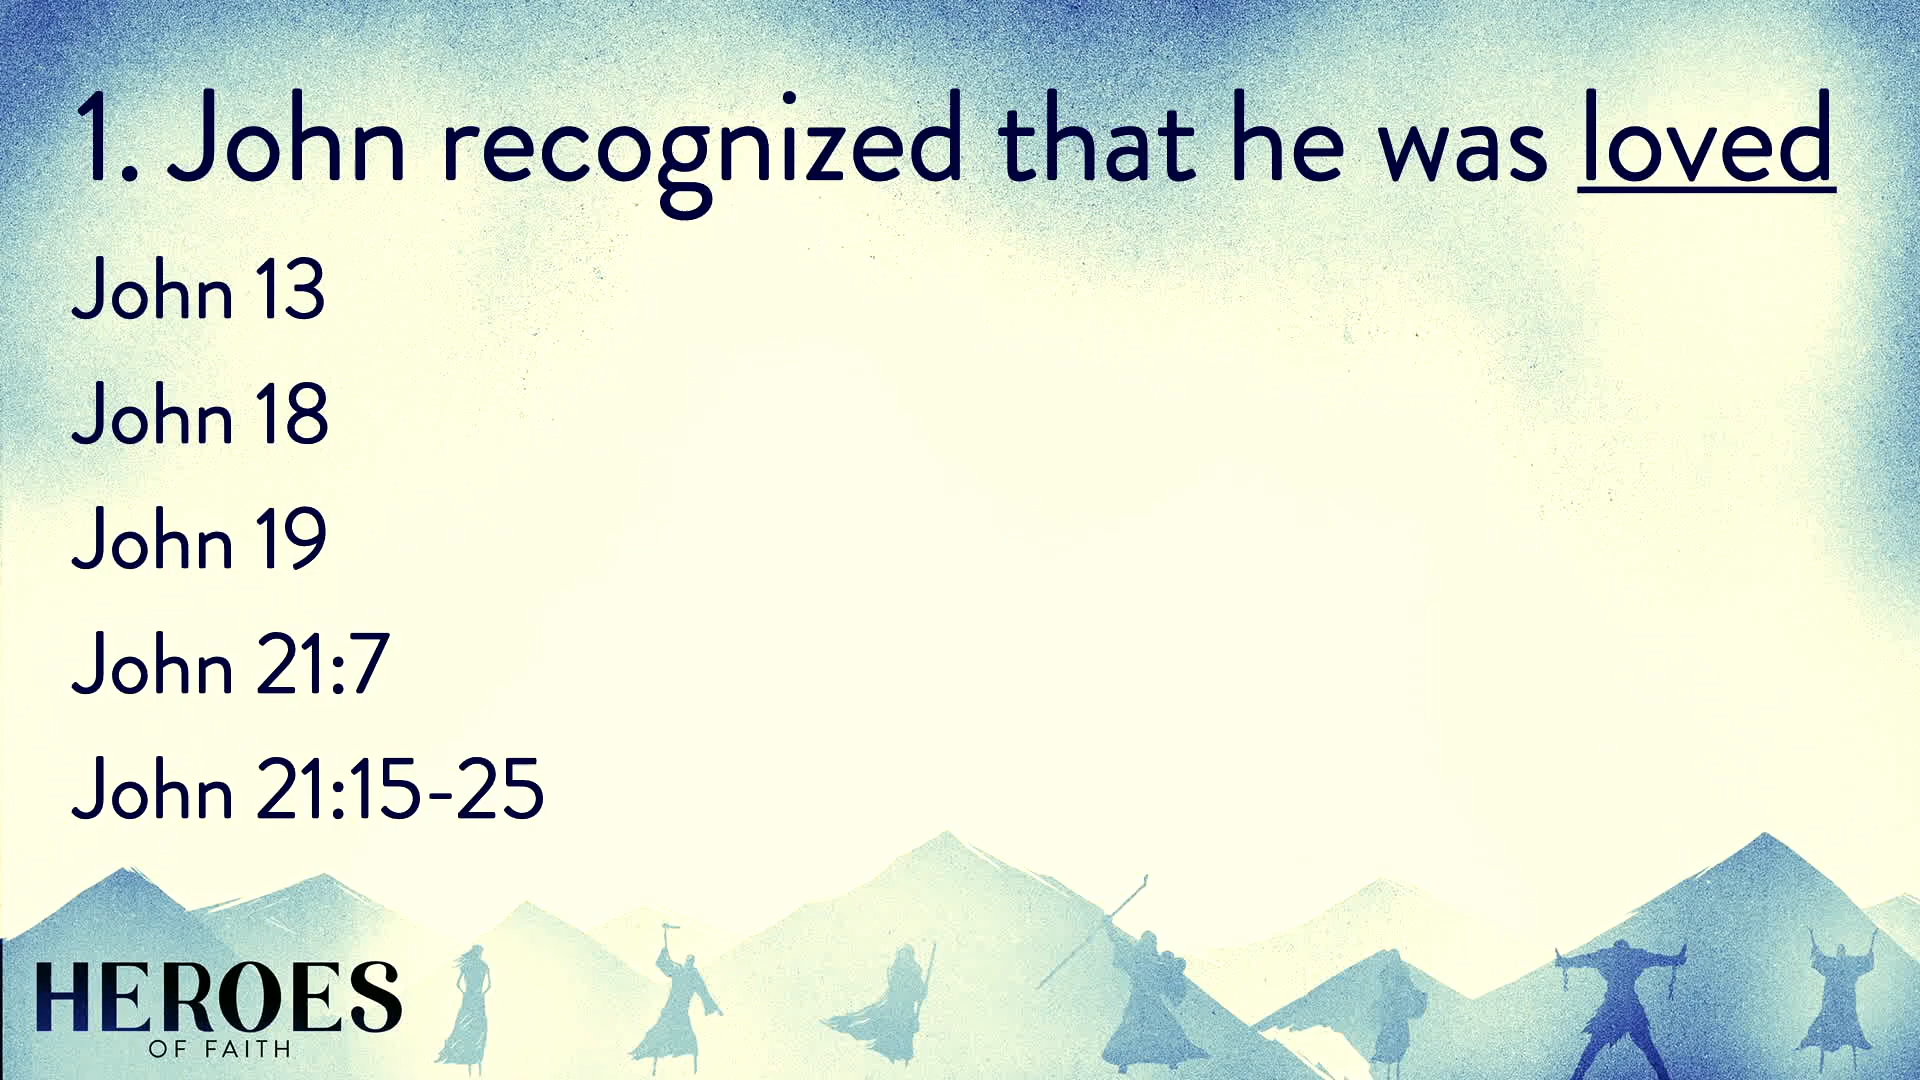 1. John recognized that he was loved
John 13
John 18
John 19
John 21:7
John 21:15-25
HEROES
OF FAITH